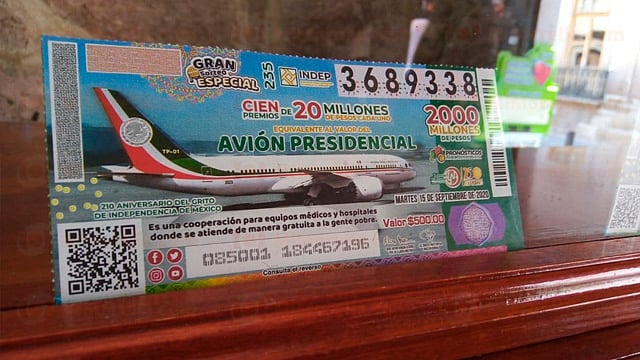 GRAN
Sorteo
ESPECIAL
235
INDEP
3689338
CIEN
PREMIOS
DE 20 MILLONES
DE PESOS CADA UNO
EQUIVALENTE AL VALOR DEL
AVIÓN PRESIDENCIAL
2000
MILLONES
DE PESOS
PRONÓSTICOS
TP-01
MARTES 15 DE SEPTIEMBRE DE 2020
210 ANIVERSARIO DEL GRITO
DE INDEPENDENCIA DE MÉXICO
Es una cooperación para equipos médicos y hospitales
donde se atiende de manera gratuita a la gente pobre.
Valor $500.00
085001 184467196
Consulta el reverso